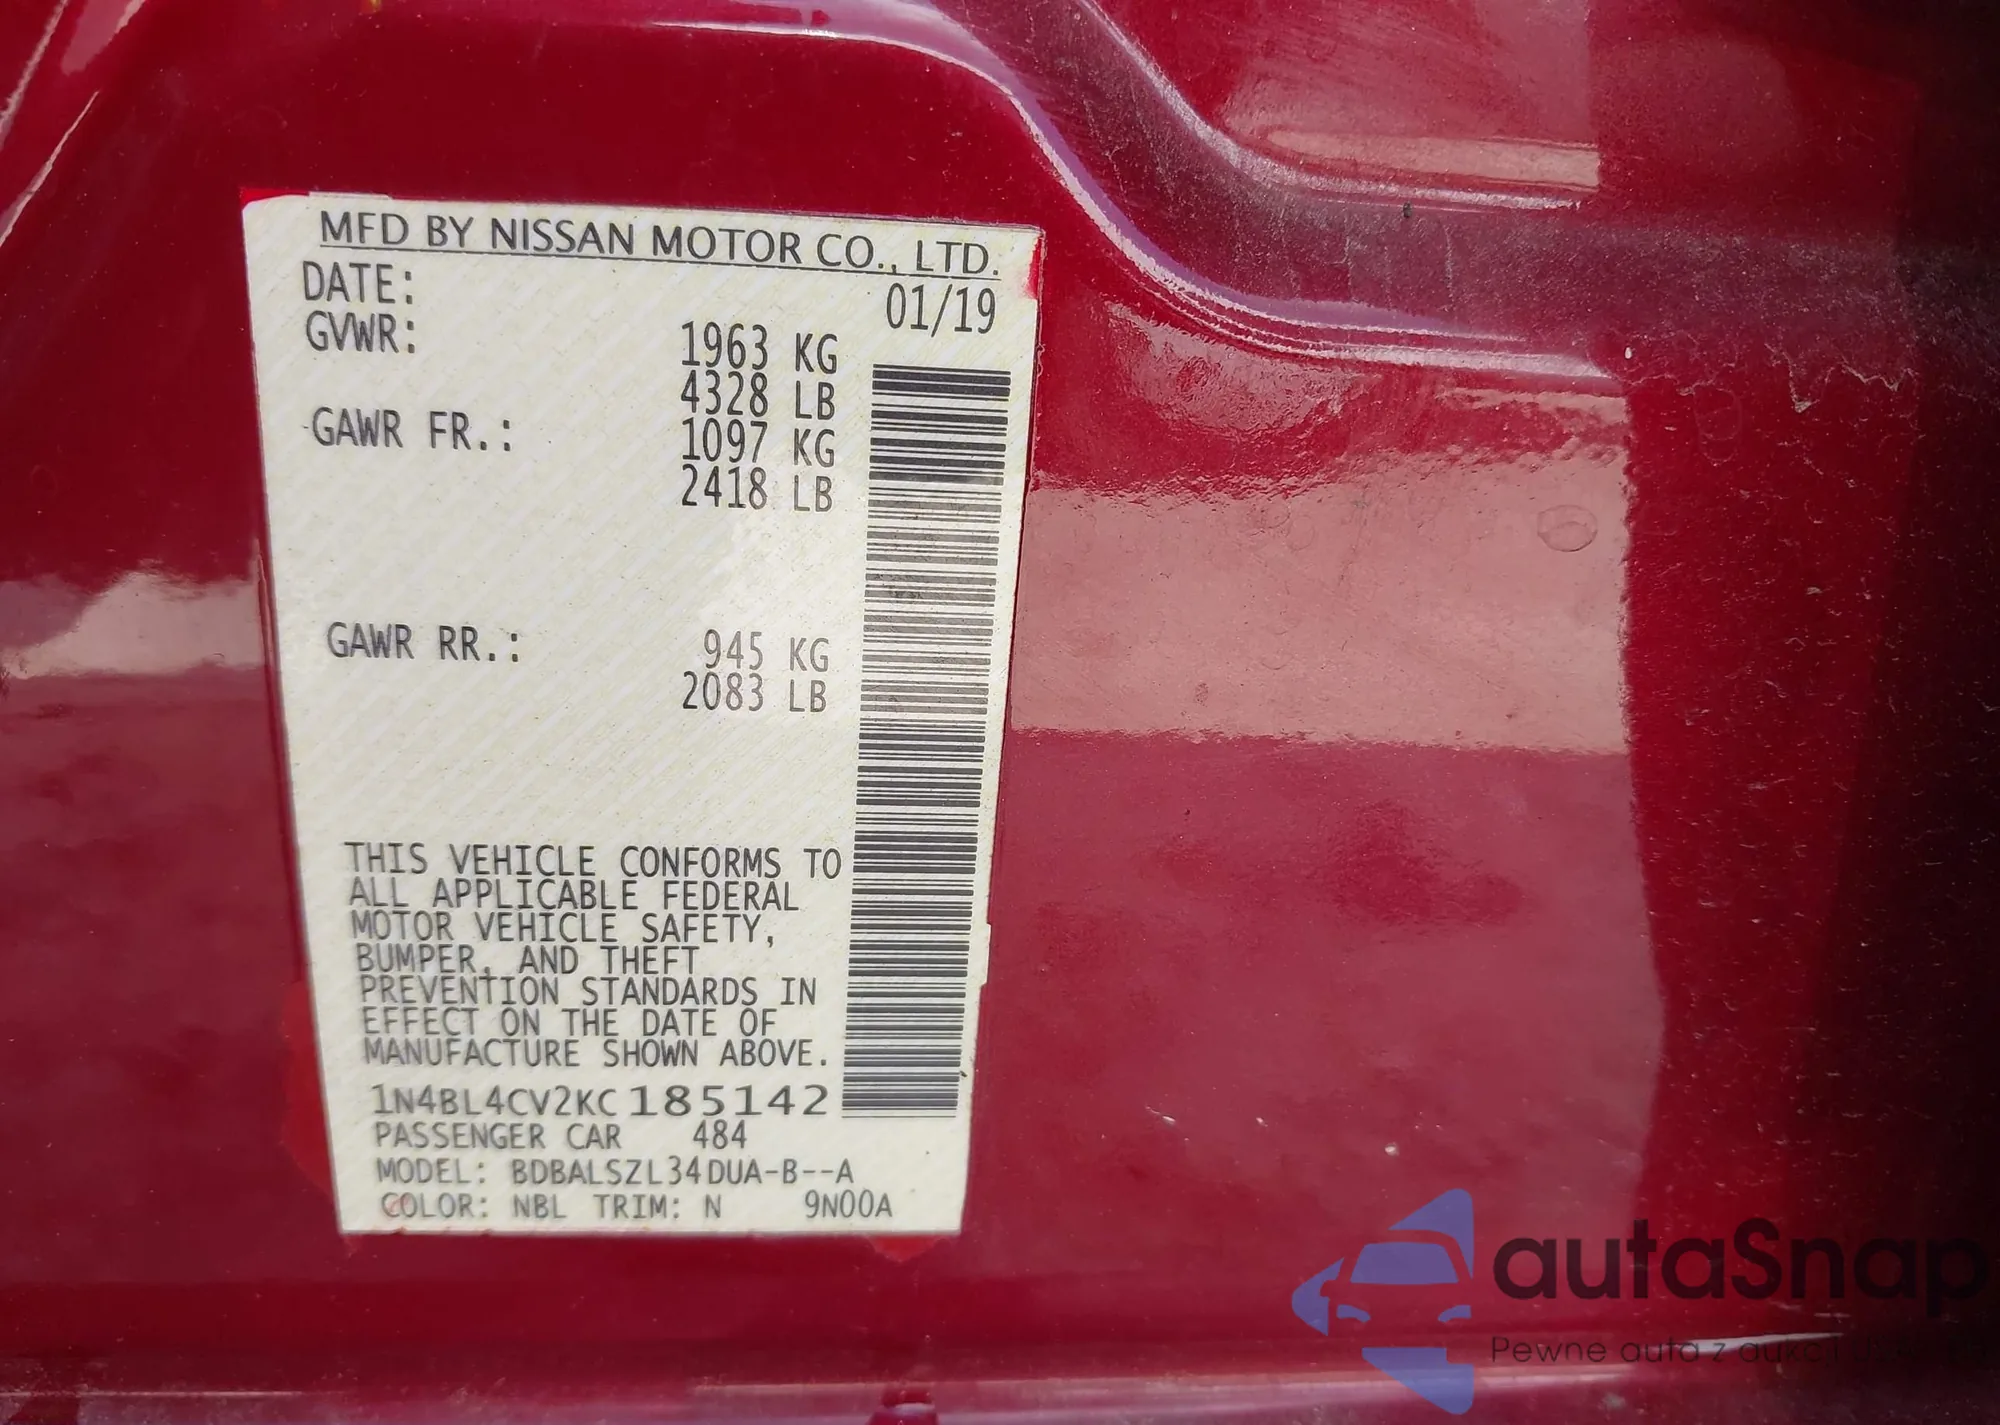 MFD BY NISSAN MOTOR CO., LTD.
DATE: 01/19
GVWR: 1963 KG
4328 LB
GAWR FR.: 1097 KG
2418 LB
GAWR RR.: 945 KG
2083 LB
THIS VEHICLE CONFORMS TO
ALL APPLICABLE FEDERAL
MOTOR VEHICLE SAFETY,
BUMPER, AND THEFT
PREVENTION STANDARDS IN
EFFECT ON THE DATE OF
MANUFACTURE SHOWN ABOVE.
1N4BL4CV2KC185142
PASSENGER CAR 484
MODEL: BDBALSZL34DUA-B--A
COLOR: NBL TRIM: N 9N00A
autaSnap
Pewne auta z aukcji